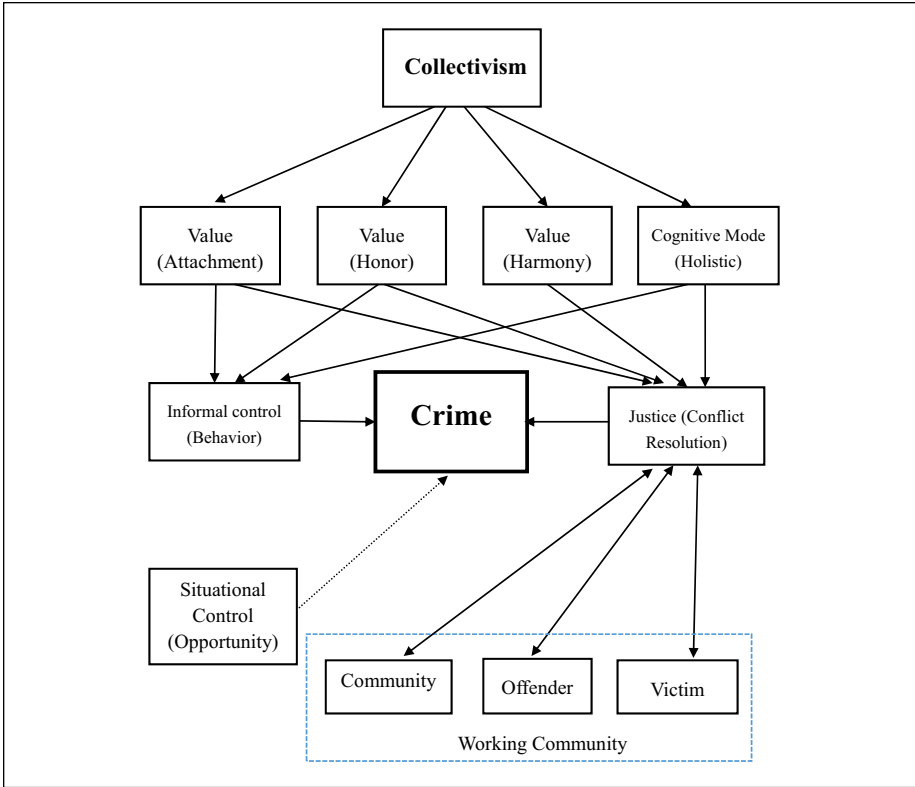 Collectivism
Value
(Attachment)
Value
(Honor)
Value
(Harmony)
Cognitive Mode
(Holistic)
Informal control
(Behavior)
Crime
Justice (Conflict
Resolution)
Situational
Control
(Opportunity)
Community
Offender
Victim
Working Community